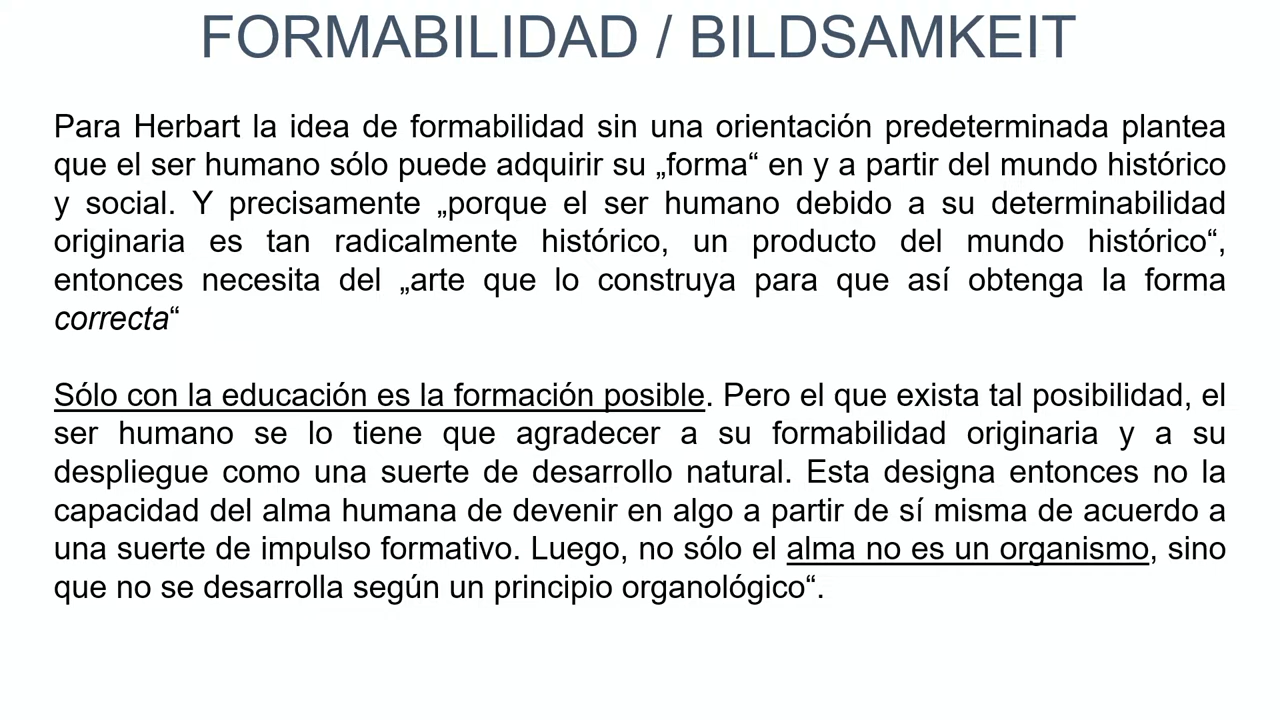 FORMABILIDAD / BILDSAMKEIT
Para Herbart la idea de formabilidad sin una orientación predeterminada plantea
que el ser humano sólo puede adquirir su „forma“ en y a partir del mundo histórico
y social. Y precisamente „porque el ser humano debido a su determinabilidad
originaria es tan radicalmente histórico, un producto del mundo histórico“,
entonces necesita del „arte que lo construya para que así obtenga la forma
correcta“
Sólo con la educación es la formación posible. Pero el que exista tal posibilidad, el
ser humano se lo tiene que agradecer a su formabilidad originaria y a su
despliegue como una suerte de desarrollo natural. Esta designa entonces no la
capacidad del alma humana de devenir en algo a partir de sí misma de acuerdo a
una suerte de impulso formativo. Luego, no sólo el alma no es un organismo, sino
que no se desarrolla según un principio organológico“.